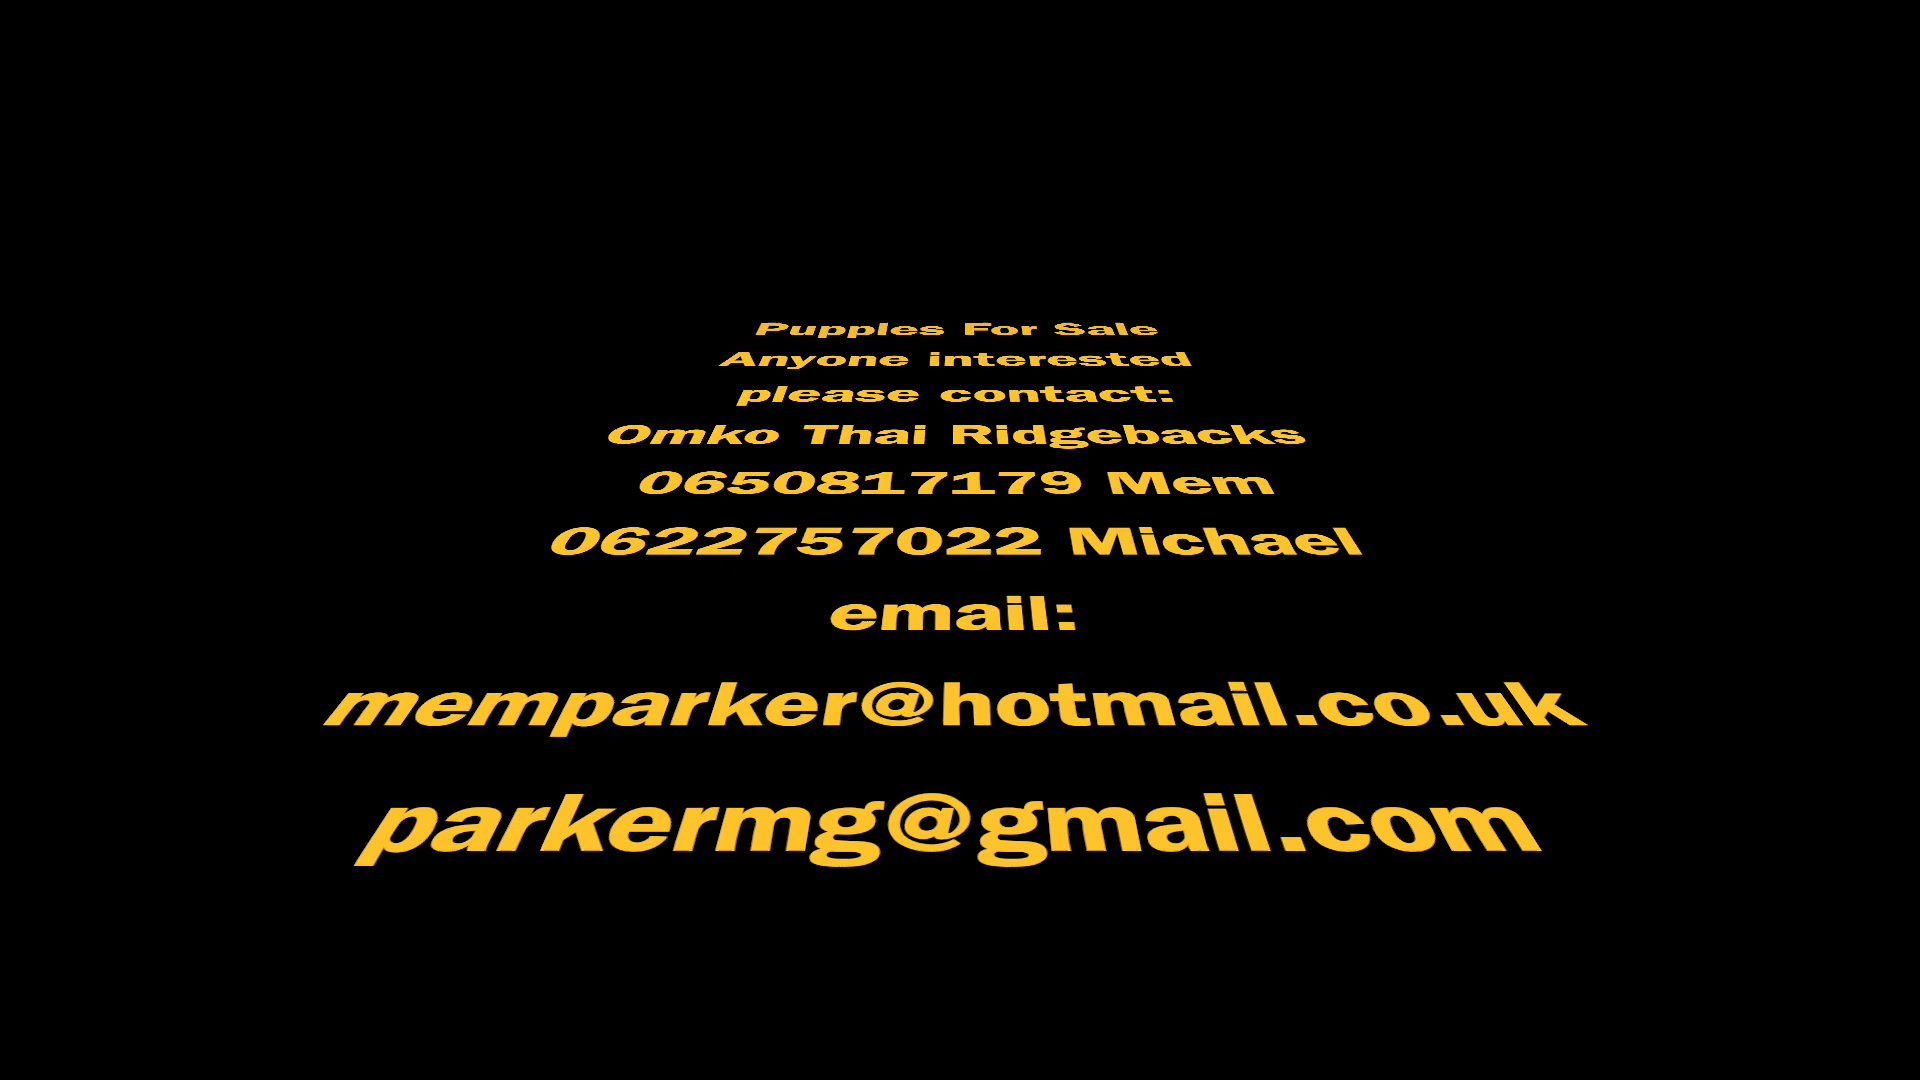 Puppies For Sale
Anyone interested
please contact:
Omko Thai Ridgebacks
0650817179 Mem
0622757022 Michael
email:
memparker@hotmail.co.uk
parkermg@gmail.com